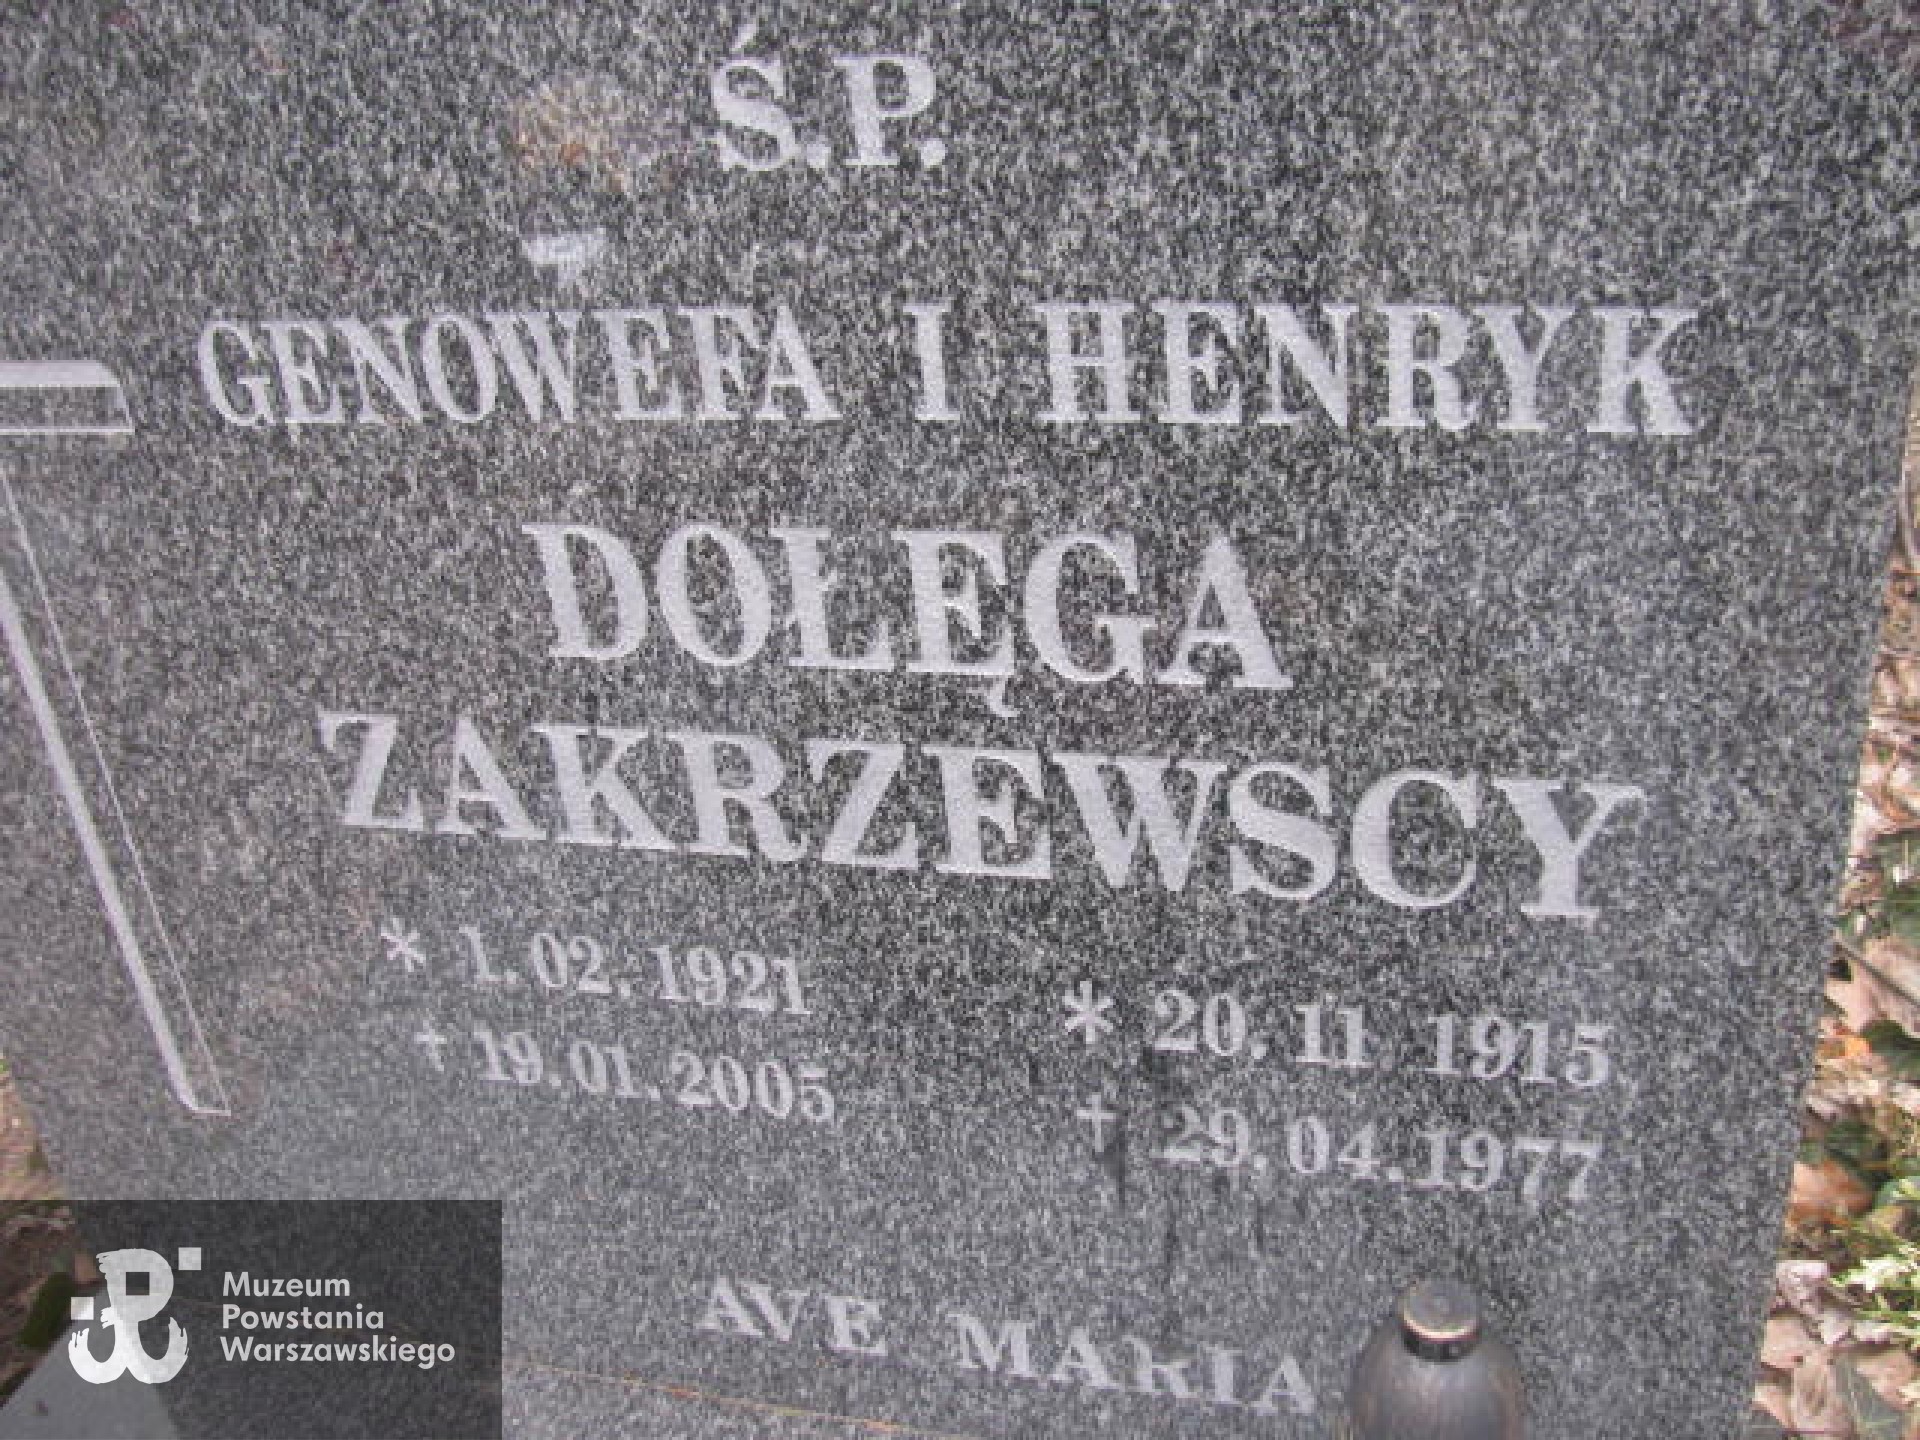 Ś.P.
GENOWEFA I HENRYK
DOŁĘGA
ZAKRZEWSCY
* 1.02.1921
† 19.01.2005
* 20.11 1915
† 29.04.1977
AVE MARIA
Muzeum
Powstania
Warszawskiego